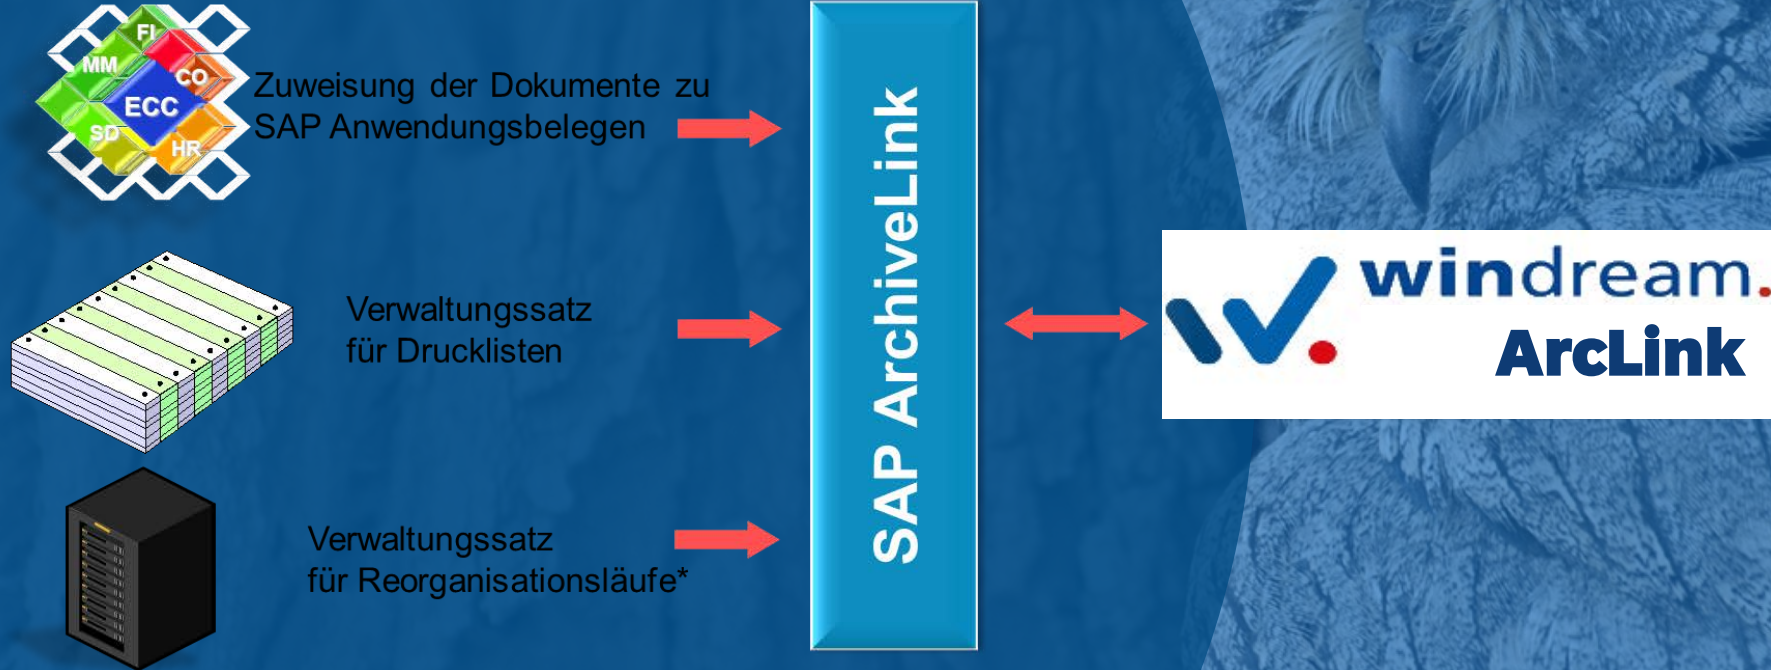 FI
MM
CO
ECC
SD
HR
Zuweisung der Dokumente zu
SAP Anwendungsbelegen
Verwaltungssatz
für Drucklisten
Verwaltungssatz
für Reorganisationsläufe*
SAP ArchiveLink
windream.
ArcLink